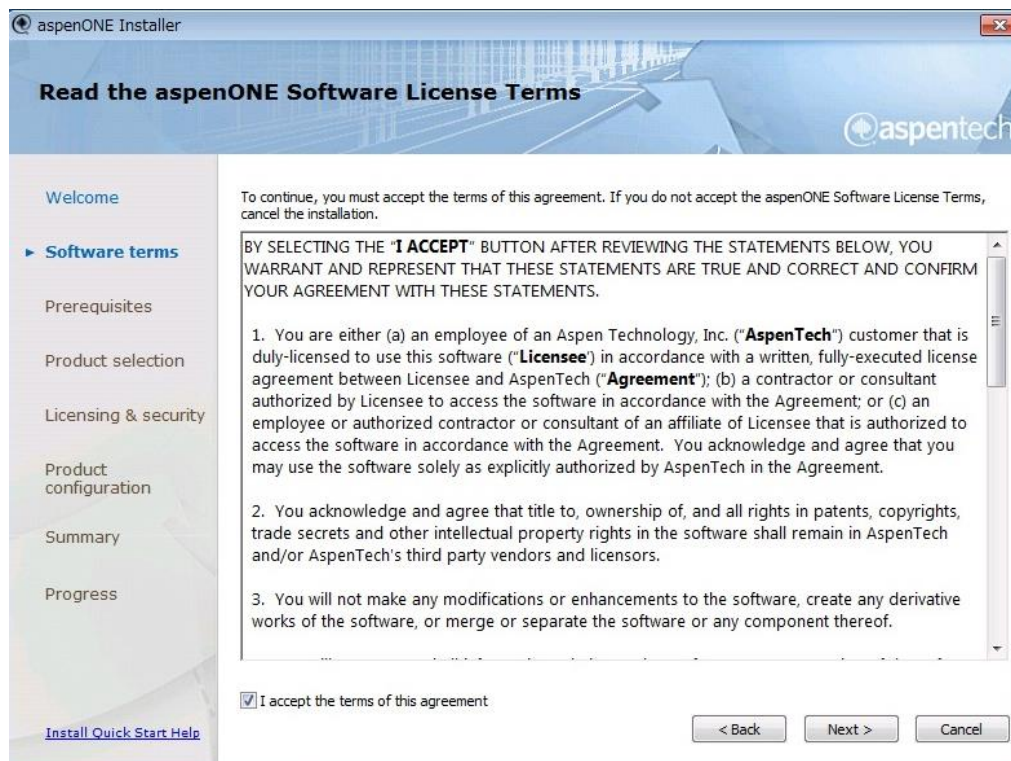 aspenONE Installer
Read the aspenONE Software License Terms
aspentech
Welcome
Software terms
Prerequisites
Product selection
Licensing & security
Product
configuration
Summary
Progress
Install Quick Start Help
To continue, you must accept the terms of this agreement. If you do not accept the aspenONE Software License Terms,
cancel the installation.
BY SELECTING THE "I ACCEPT" BUTTON AFTER REVIEWING THE STATEMENTS BELOW, YOU
WARRANT AND REPRESENT THAT THESE STATEMENTS ARE TRUE AND CORRECT AND CONFIRM
YOUR AGREEMENT WITH THESE STATEMENTS.
1. You are either (a) an employee of an Aspen Technology, Inc. ("AspenTech") customer that is
duly-licensed to use this software ("Licensee') in accordance with a written, fully-executed license
agreement between Licensee and AspenTech ("Agreement"); (b) a contractor or consultant
authorized by Licensee to access the software in accordance with the Agreement; or (c) an
employee or authorized contractor or consultant of an affiliate of Licensee that is authorized to
access the software in accordance with the Agreement. You acknowledge and agree that you
may use the software solely as explicitly authorized by AspenTech in the Agreement.
2. You acknowledge and agree that title to, ownership of, and all rights in patents, copyrights,
trade secrets and other intellectual property rights in the software shall remain in AspenTech
and/or AspenTech's third party vendors and licensors.
3. You will not make any modifications or enhancements to the software, create any derivative
works of the software, or merge or separate the software or any component thereof.
I accept the terms of this agreement
< Back
Next >
Cancel